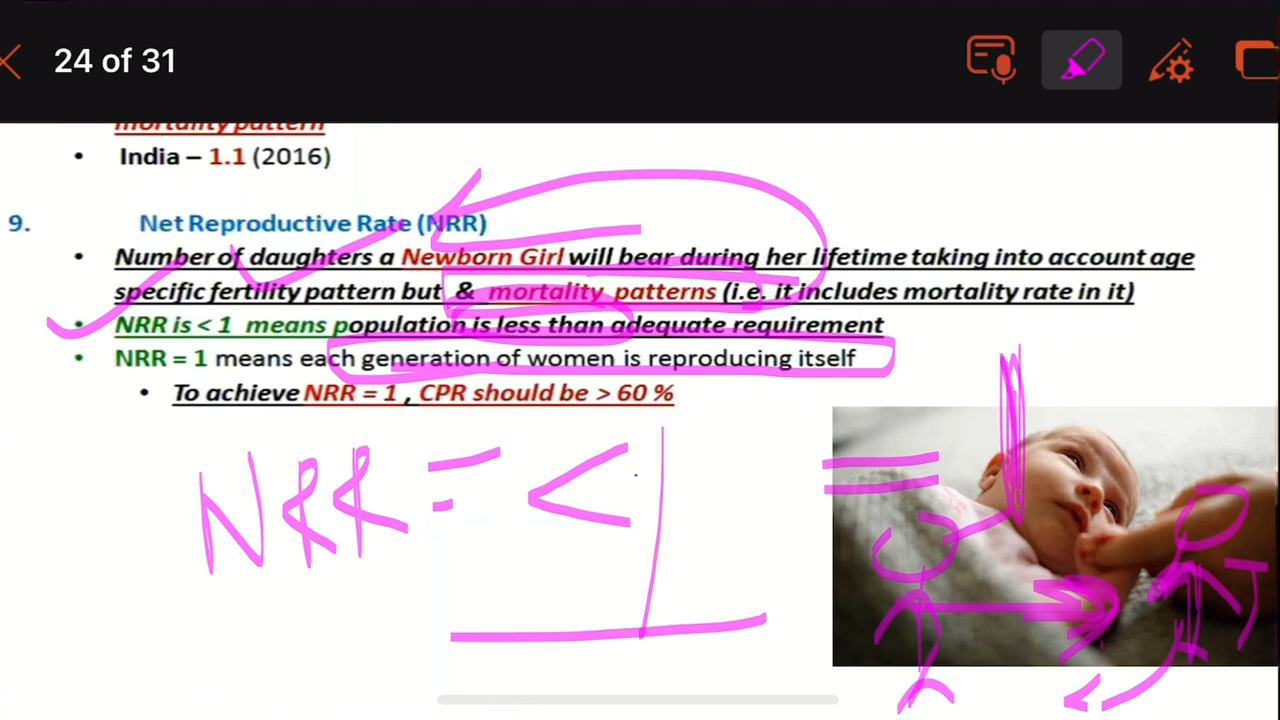 24 of 31
mortality pattern
• India – 1.1 (2016)
9. Net Reproductive Rate (NRR)
• Number of daughters a Newborn Girl will bear during her lifetime taking into account age
specific fertility pattern but & mortality patterns (i.e. it includes mortality rate in it)
• NRR is < 1 means population is less than adequate requirement
• NRR = 1 means each generation of women is reproducing itself
• To achieve NRR = 1 , CPR should be > 60 %
NRR = < 1